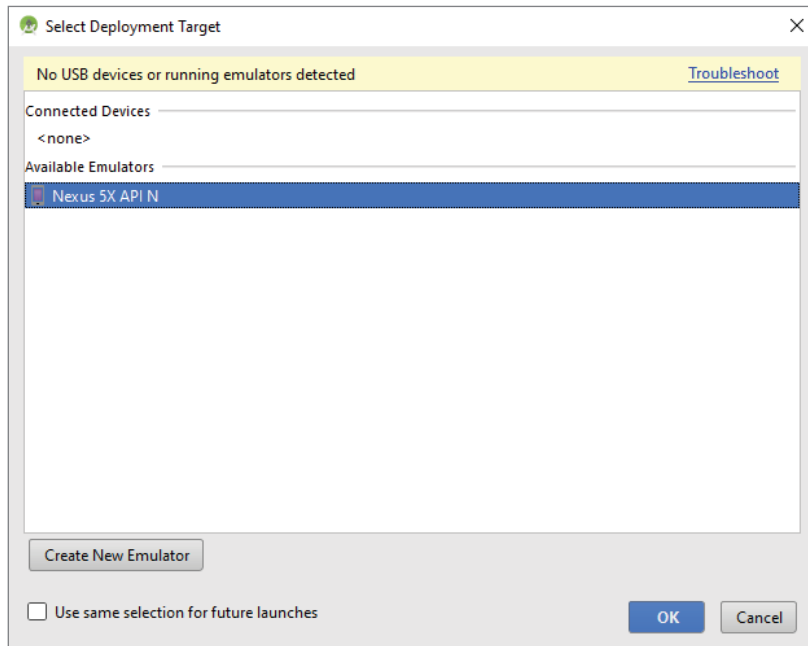 Select Deployment Target
No USB devices or running emulators detected Troubleshoot
Connected Devices
<none>
Available Emulators
Nexus 5X API N
Create New Emulator
Use same selection for future launches
OK Cancel